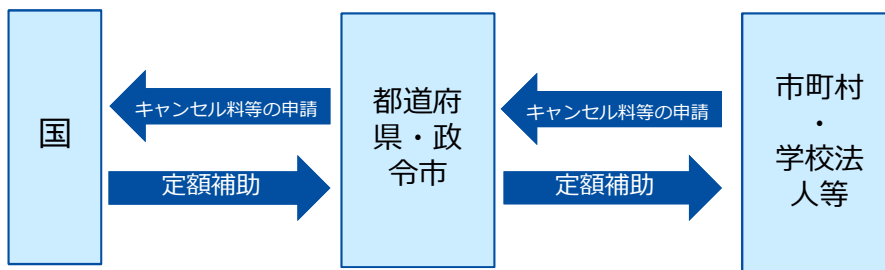 国
キャンセル料等の申請
定額補助
都道府
県・政
令市
キャンセル料等の申請
定額補助
市町村
・
学校法
人等